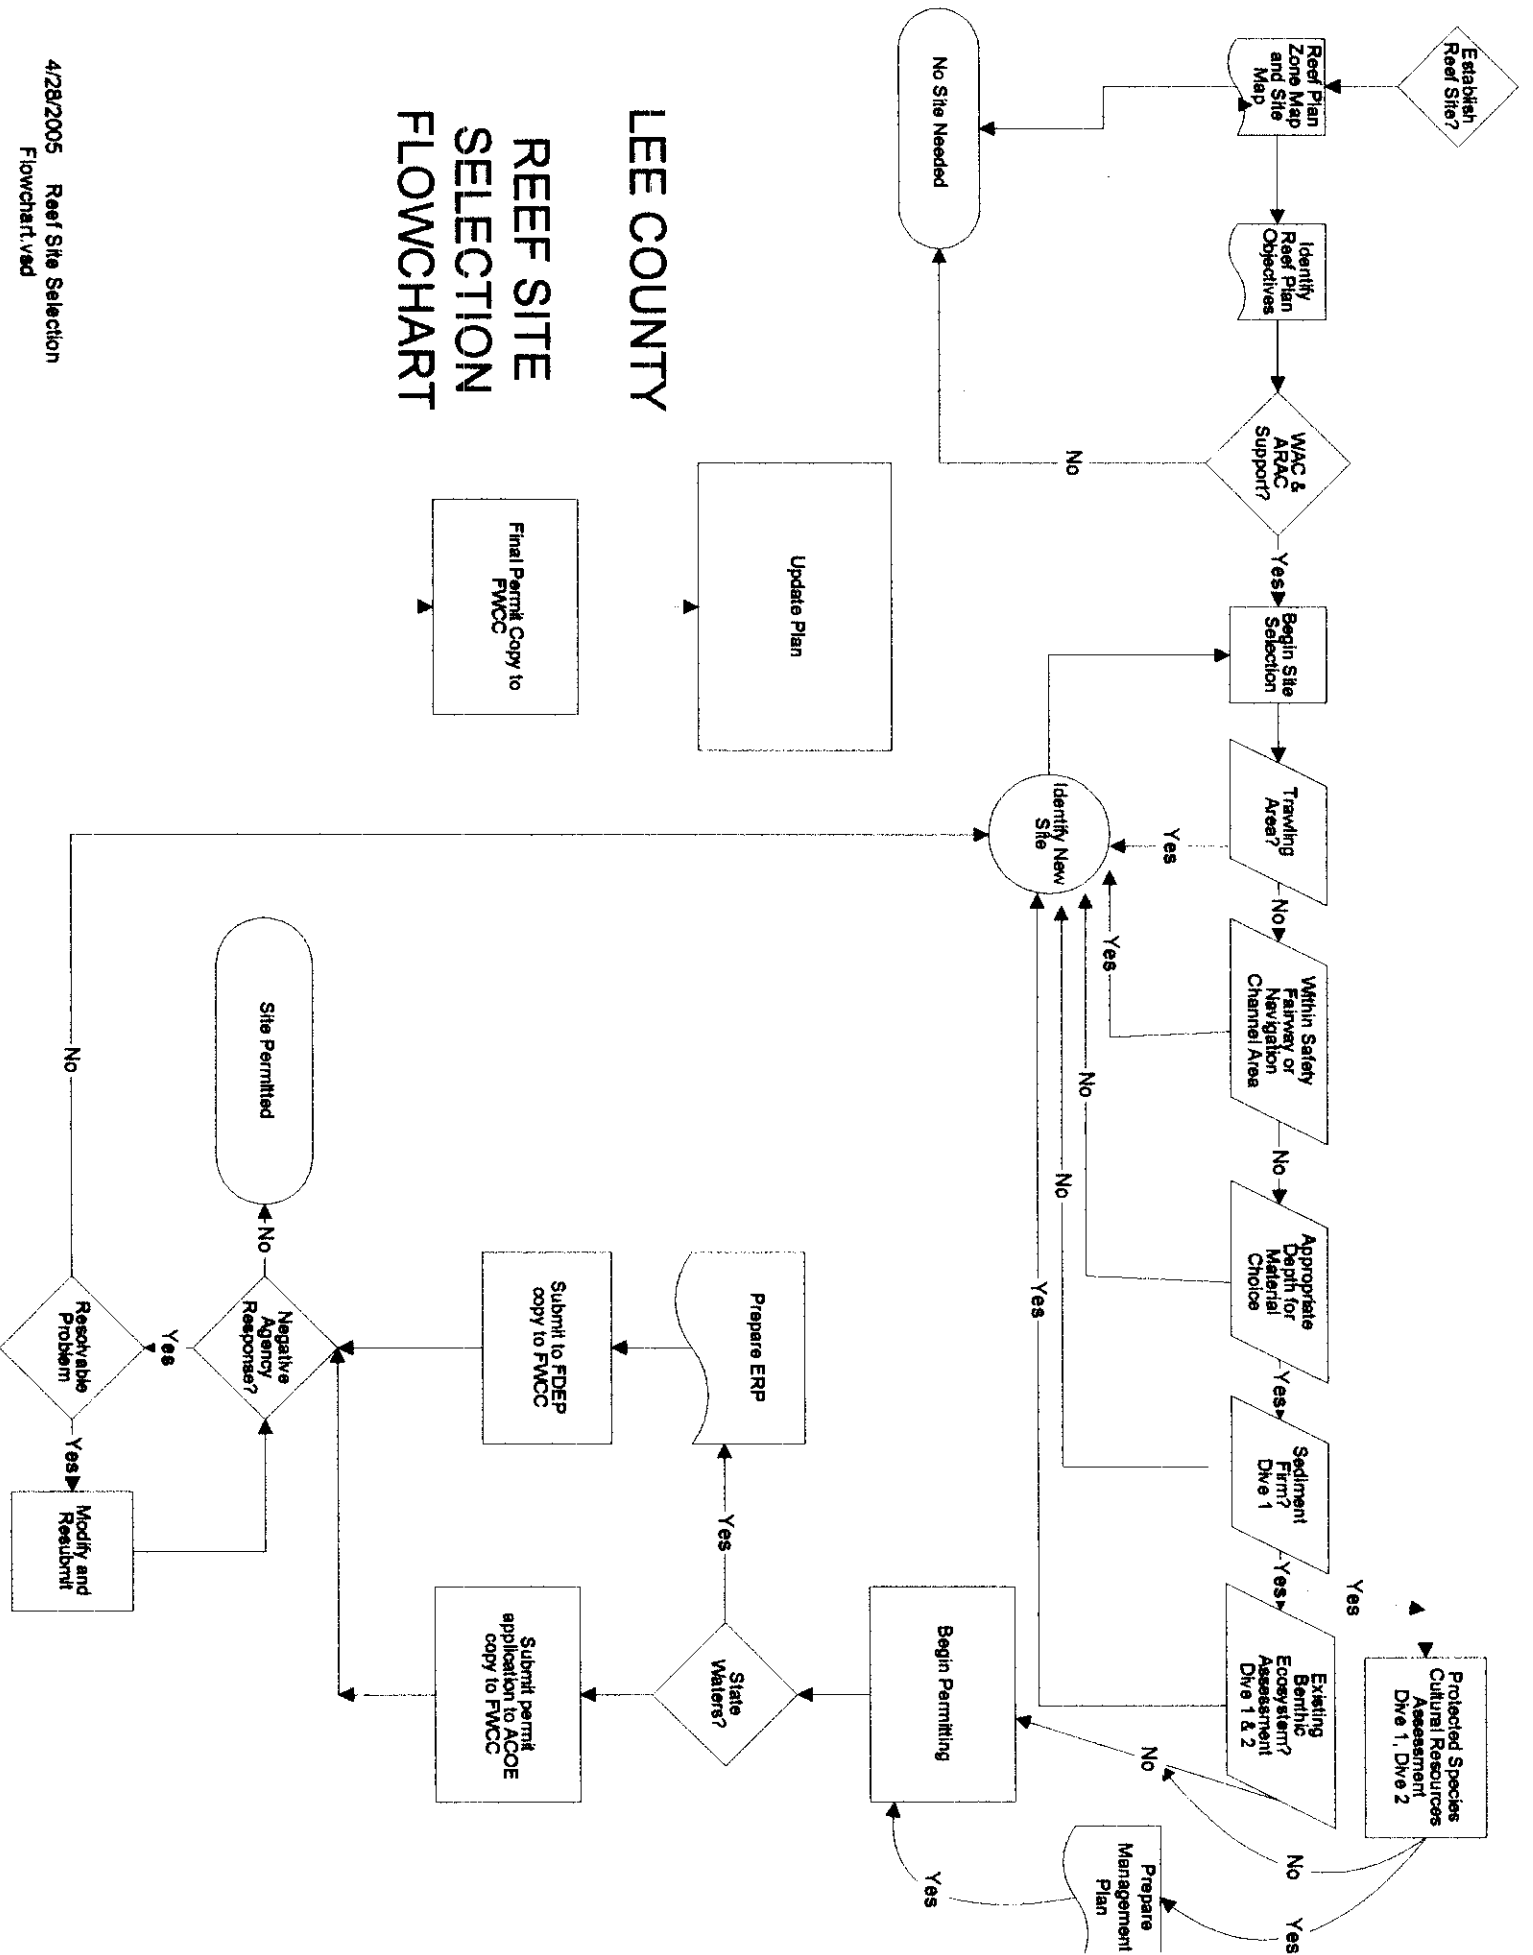 Establish
Reef Site?
Reef Plan
Zone Map
and Site
Map
Identify
Reef Plan
Objectives
WAC &
ARAC
Support?
Yes
Begin Site
Selection
Trawling
Area?
No
Within Safety
Fairway or
Navigation
Channel Area
No
Appropriate
Depth for
Material
Choice
Yes
Sediment
Firm?
Dive 1
Yes
Existing
Benthic
Ecosystem?
Assessment
Dive 1 & 2
Yes
Protected Species
Cultural Resources
Assessment
Dive 1, Dive 2
No
Yes
No
Prepare
Management
Plan
Yes
No
No Site Needed
Yes
Yes
No
No
Yes
Identify New
Site
Begin Permitting
LEE COUNTY
REEF SITE
SELECTION
FLOWCHART
Update Plan
Final Permit Copy to
FWCC
State
Waters?
Yes
Prepare ERP
Submit to FDEP
copy to FWCC
Submit permit
application to ACOE
copy to FWCC
Negative
Agency
Response?
No
Site Permitted
Yes
Resolvable
Problem
No
Yes
Modify and
Resubmit
4/28/2005 Reef Site Selection
Flowchart.vsd